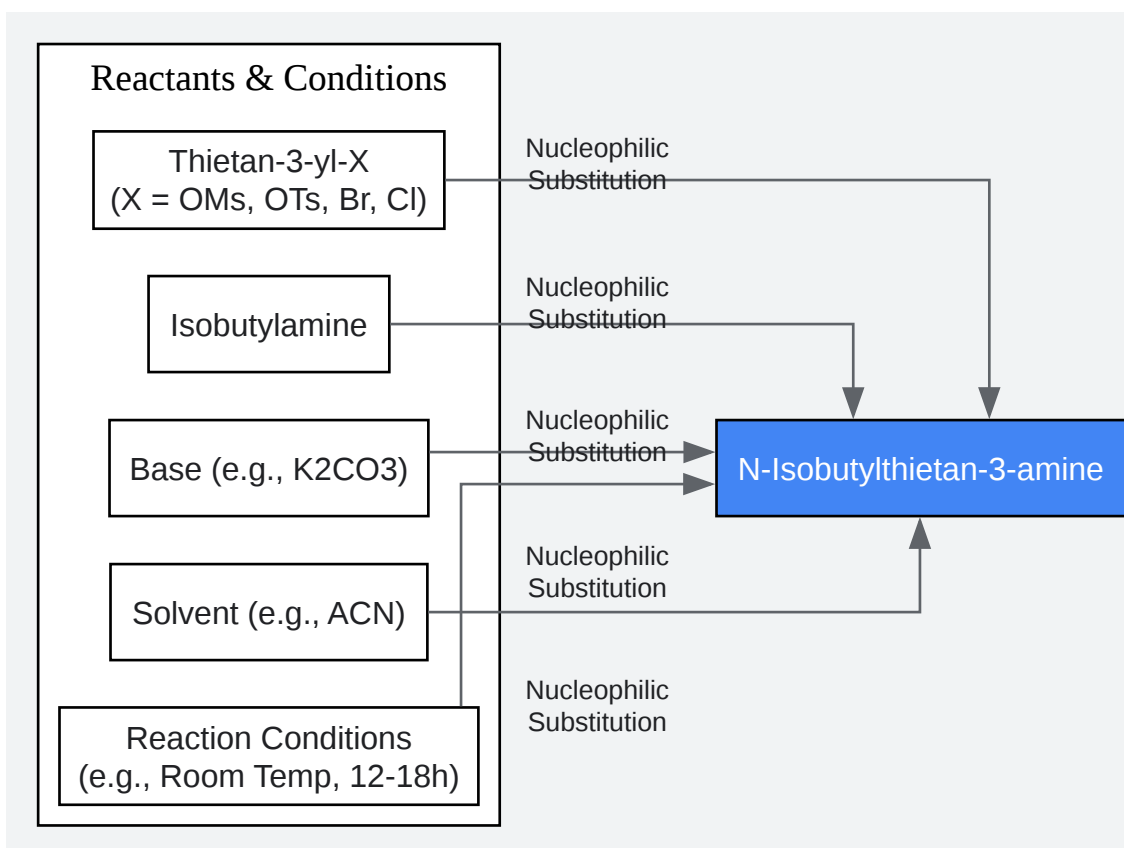 Reactants & Conditions
Thietan-3-yl-X
(X = OMs, OTs, Br, Cl)
Nucleophilic
Substitution
Isobutylamine
Nucleophilic
Substitution
Base (e.g., K2CO3)
Nucleophilic
Substitution
N-Isobutylthietan-3-amine
Solvent (e.g., ACN)
Nucleophilic
Substitution
Reaction Conditions
(e.g., Room Temp, 12-18h)
Nucleophilic
Substitution